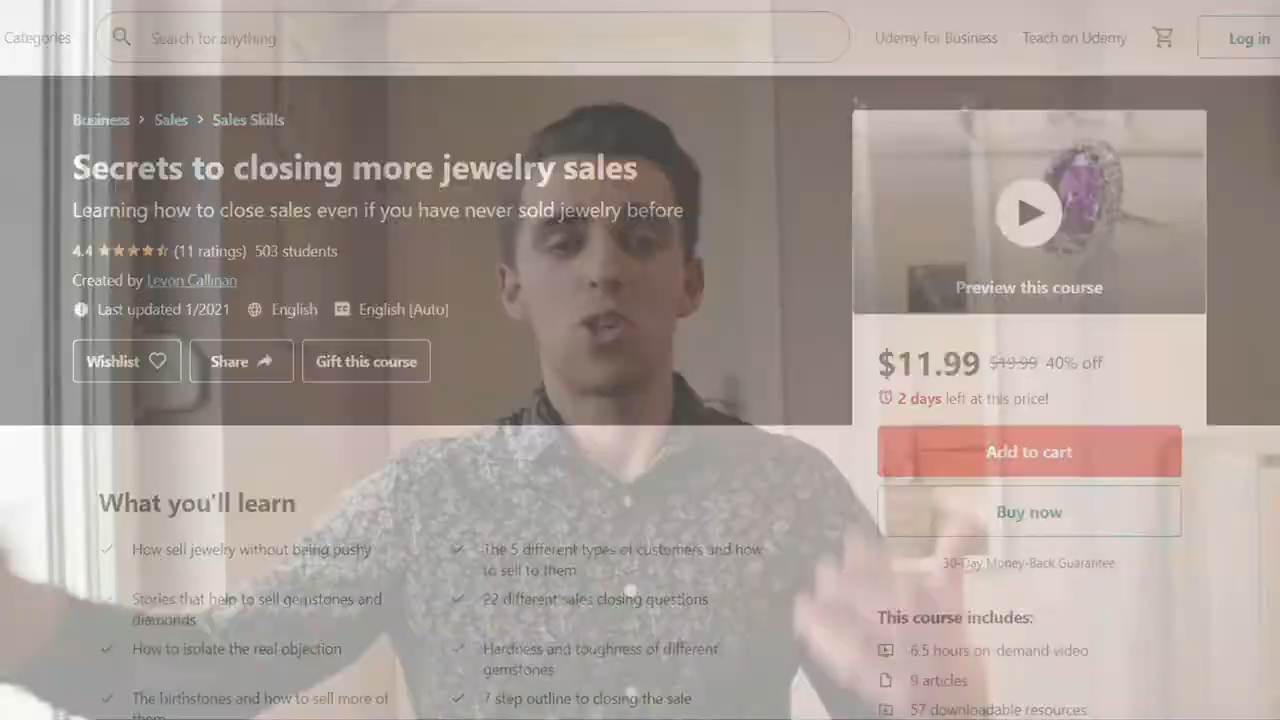 Categories
Search for anything
Udemy for Business
Teach on Udemy
Log in
Business > Sales > Sales Skills
Secrets to closing more jewelry sales
Learning how to close sales even if you have never sold jewelry before
4.4 (11 ratings) 503 students
Created by Levon Callinan
Last updated 1/2021 English English [Auto]
Wishlist Share Gift this course
Preview this course
$11.99 $19.99 40% off
2 days left at this price!
Add to cart
Buy now
30-Day Money-Back Guarantee
What you'll learn
How sell jewelry without being pushy
Stories that help to sell gemstones and
diamonds
How to isolate the real objection
The birthstones and how to sell more of
them
The 5 different types of customers and how
to sell to them
22 different sales closing questions
Hardness and toughness of different
gemstones
7 step outline to closing the sale
This course includes:
6.5 hours on-demand video
9 articles
57 downloadable resources